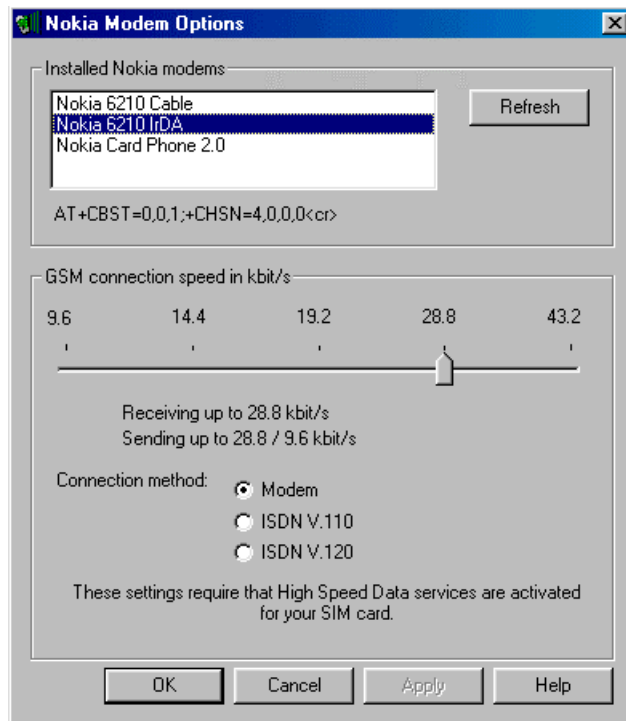 Nokia Modem Options
Installed Nokia modems
Nokia 6210 Cable
Nokia 6210 IrDA
Nokia Card Phone 2.0
Refresh
AT+CBST=0,0,1;+CHSN=4,0,0,0<cr>
GSM connection speed in kbit/s
9.6 14.4 19.2 28.8 43.2
Receiving up to 28.8 kbit/s
Sending up to 28.8 / 9.6 kbit/s
Connection method:
Modem
ISDN V.110
ISDN V.120
These settings require that High Speed Data services are activated
for your SIM card.
OK Cancel Apply Help